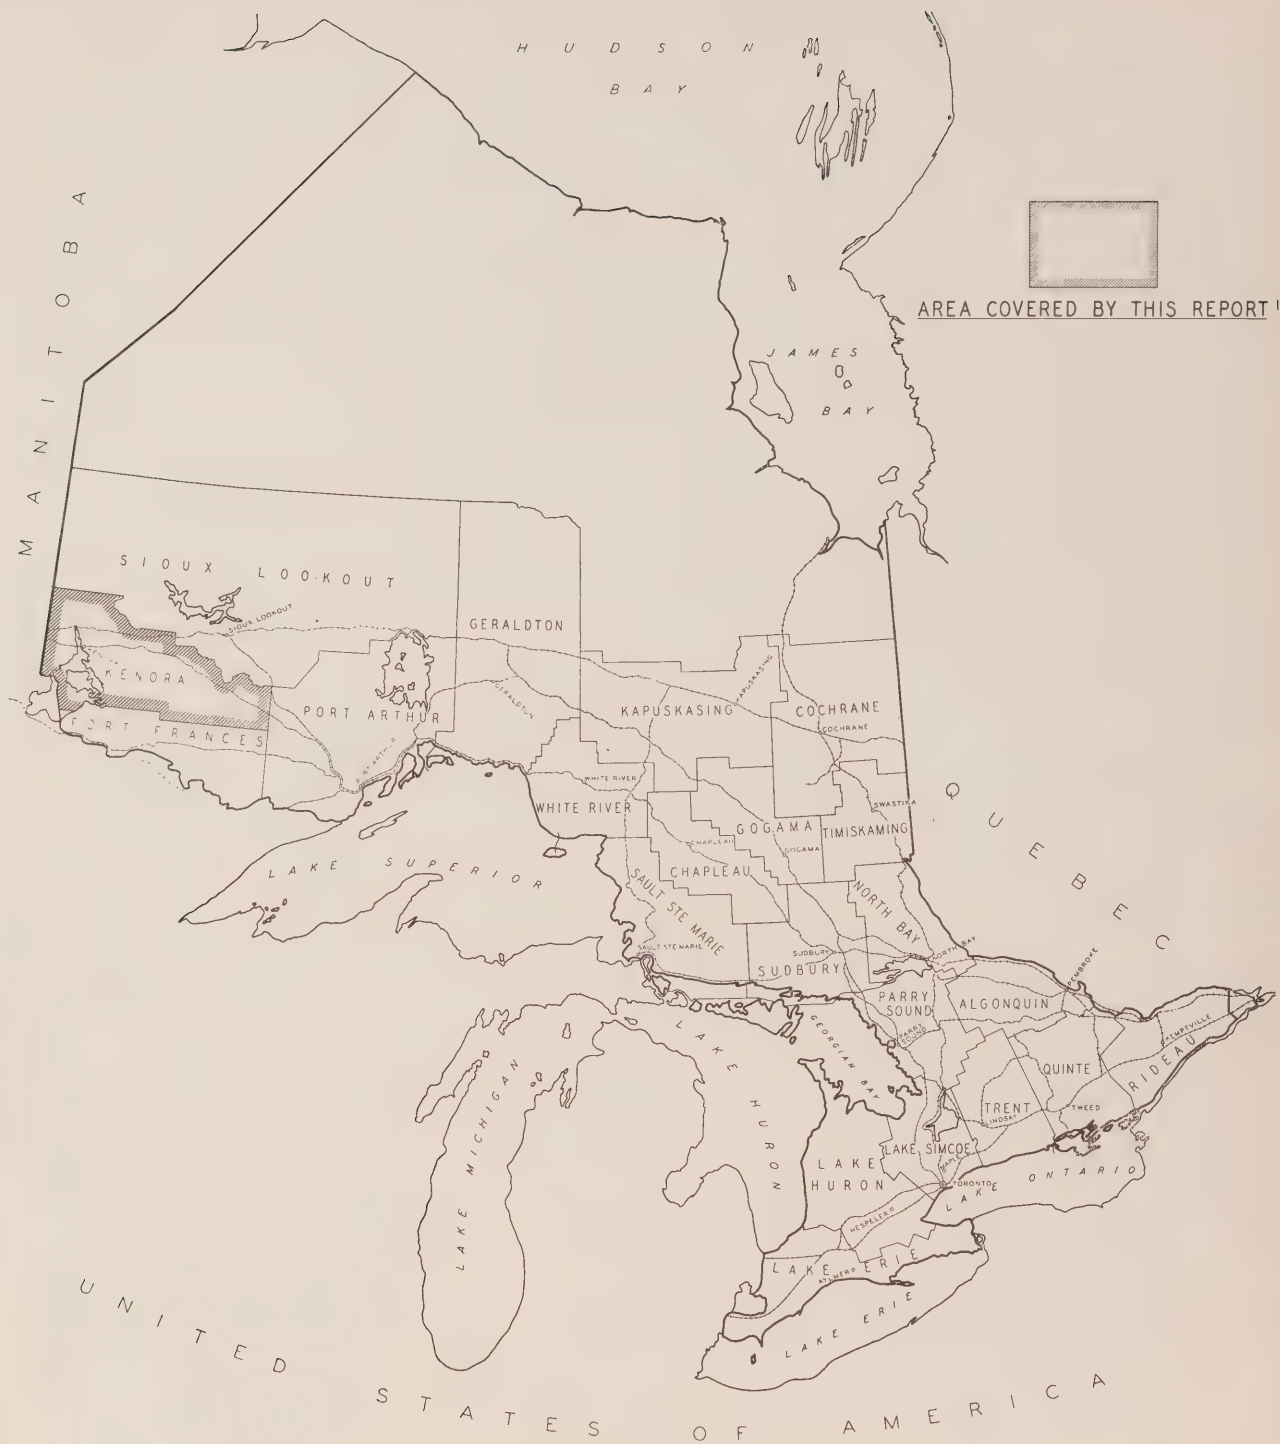 HUDSON
BAY
MANITOBA
AREA COVERED BY THIS REPORT
JAMES
BAY
SIOUX LOOKOUT
SIOUX LOOKOUT
GERALDTON
KENORA
KAPUSKASING
GERALDTON
PORT ARTHUR
KAPUSKASING
COCHRANE
FORT FRANCES
COCHRANE
WHITE RIVER
WHITE RIVER
SWASTIKA
QUEBEC
GOGAMA
TIMISKAMING
CHAPLEAU
GOGAMA
LAKE SUPERIOR
CHAPLEAU
SAULT STE MARIE
NORTH BAY
SAULT STE MARIE
SUDBURY
NORTH BAY
SUDBURY
PEMBROKE
PARRY
SOUND
ALGONQUIN
PARRY
SOUND
KEMPTVILLE
LAKE HURON
GEORGIAN BAY
QUINTE
RIDEAU
LAKE MICHIGAN
TRENT
TWEED
LINDSAY
LAKE SIMCOE
MAPLE
LAKE
HURON
TORONTO
LAKE ONTARIO
HESPELER
LAKE ERIE
AYLMER
LAKE ERIE
UNITED STATES OF AMERICA